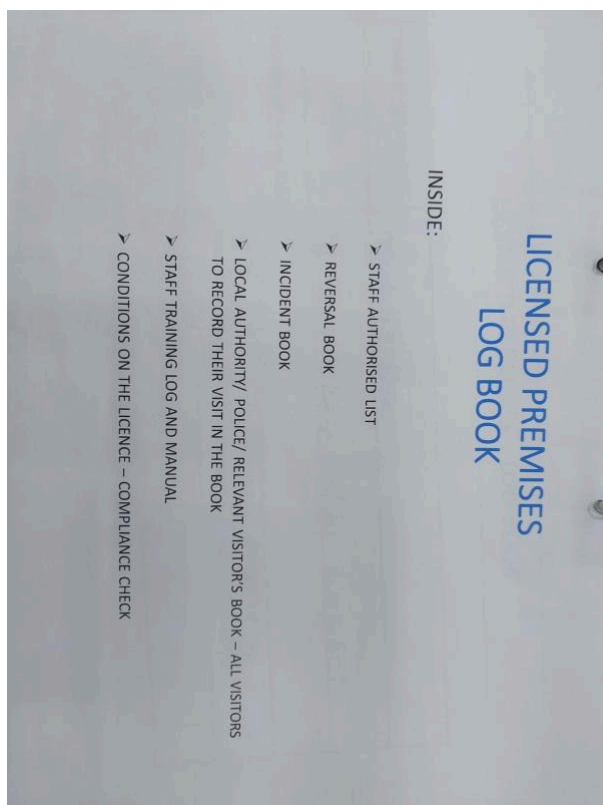 LICENSED PREMISES
LOG BOOK
INSIDE:
➢ STAFF AUTHORISED LIST
➢ REVERSAL BOOK
➢ INCIDENT BOOK
➢ LOCAL AUTHORITY/ POLICE/ RELEVANT VISITOR'S BOOK – ALL VISITORS
TO RECORD THEIR VISIT IN THE BOOK
➢ STAFF TRAINING LOG AND MANUAL
➢ CONDITIONS ON THE LICENCE – COMPLIANCE CHECK